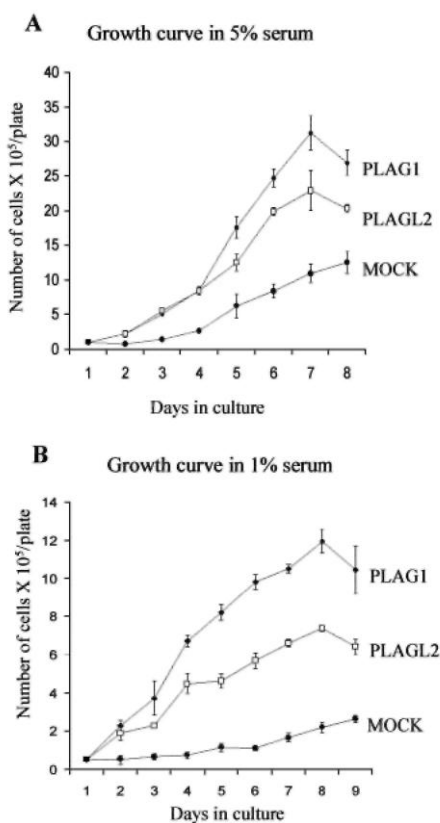 A
Growth curve in 5% serum
Number of cells X 10⁵/plate
40
35
30
25
20
15
10
5
0
1 2 3 4 5 6 7 8
Days in culture
PLAG1
PLAGL2
MOCK
B
Growth curve in 1% serum
Number of cells X 10⁵/plate
14
12
10
8
6
4
2
0
1 2 3 4 5 6 7 8 9
Days in culture
PLAG1
PLAGL2
MOCK